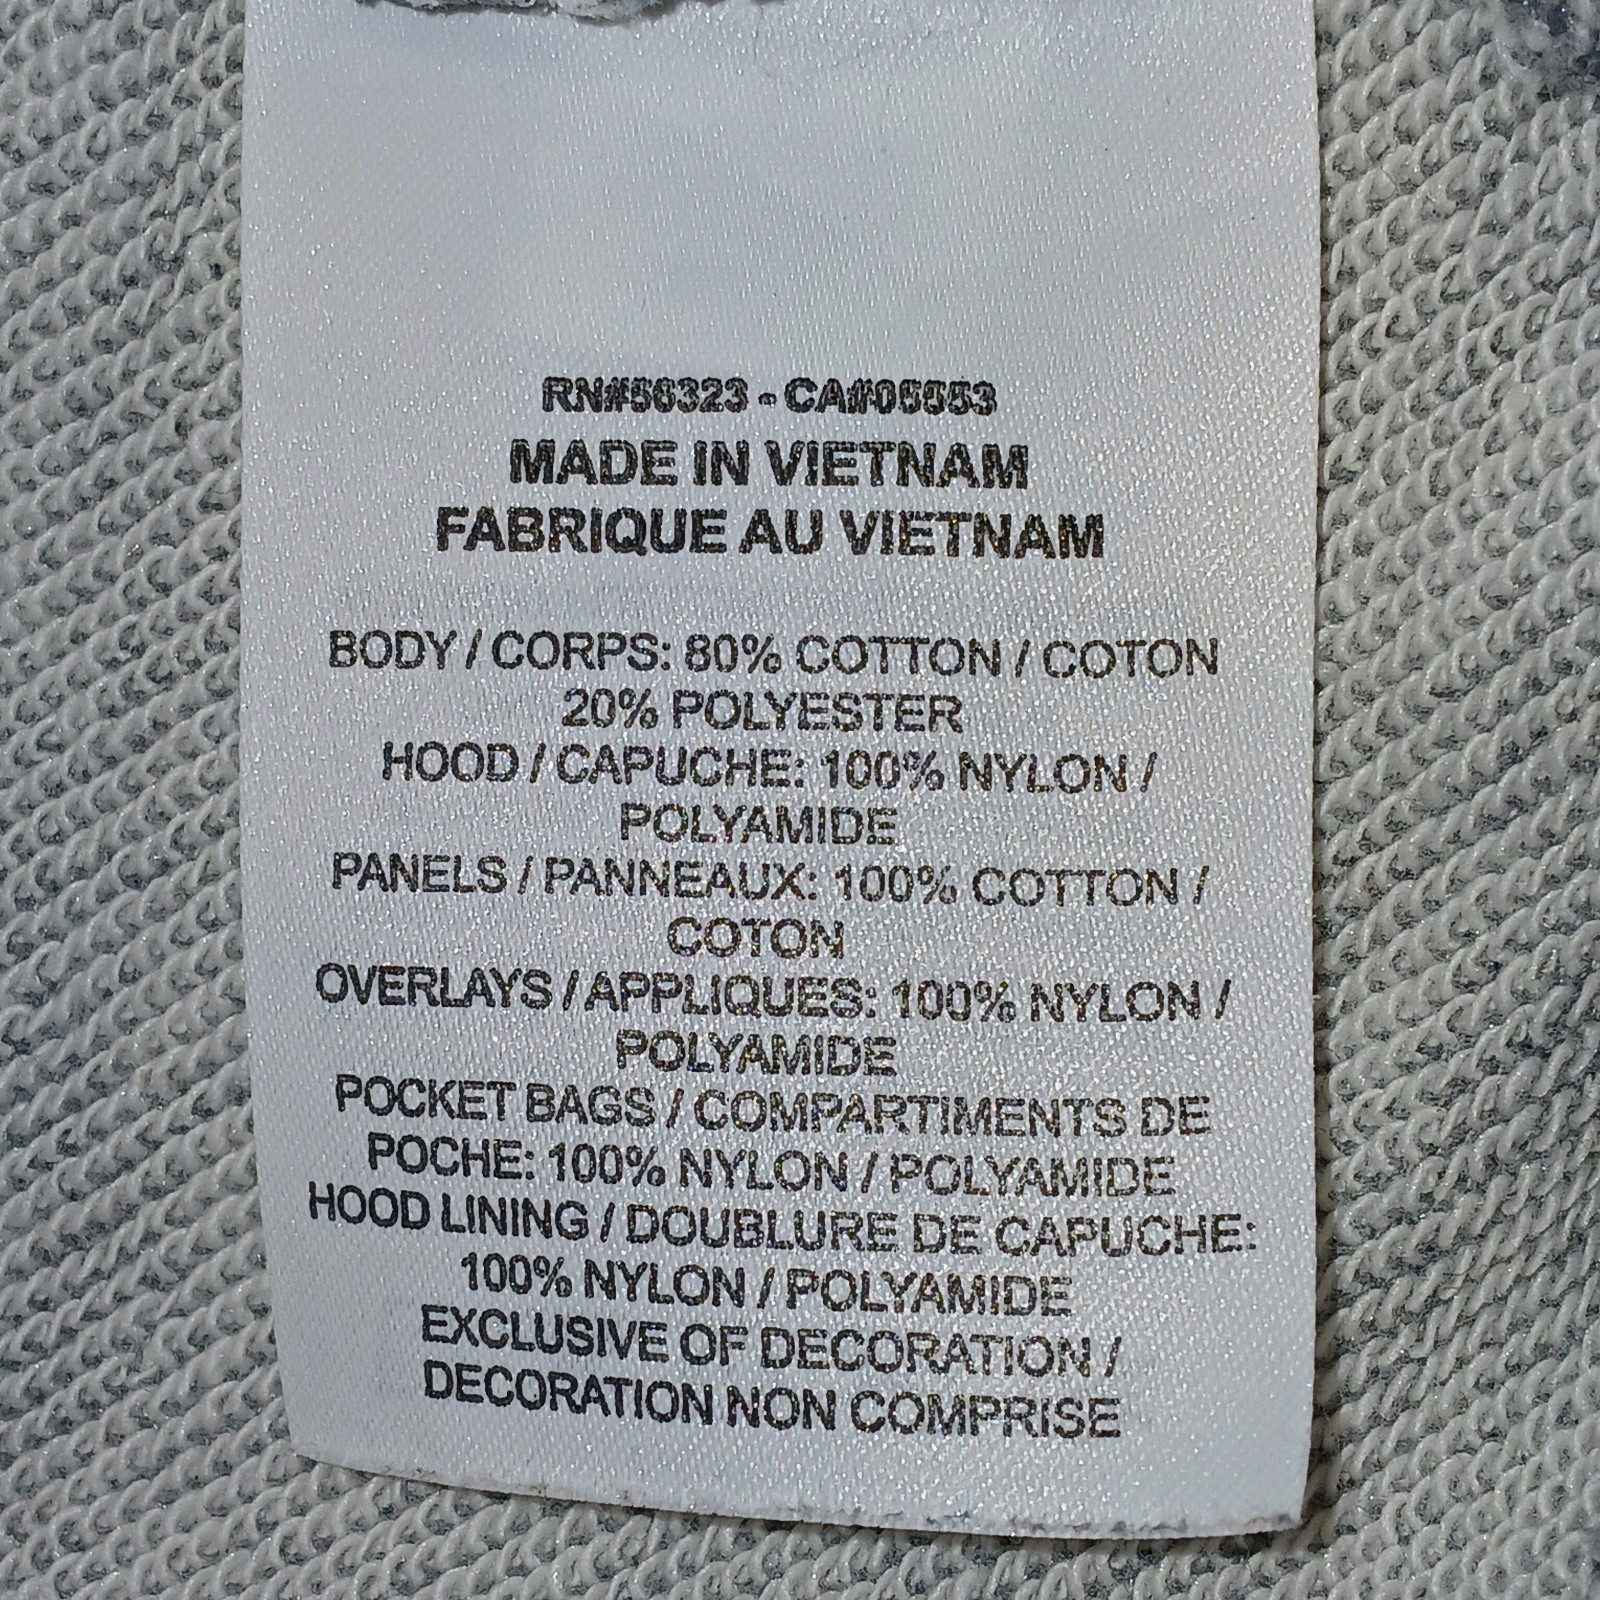 RN#56323 - CA#05553
MADE IN VIETNAM
FABRIQUE AU VIETNAM
BODY / CORPS: 80% COTTON / COTON
20% POLYESTER
HOOD / CAPUCHE: 100% NYLON /
POLYAMIDE
PANELS / PANNEAUX: 100% COTTON /
COTON
OVERLAYS / APPLIQUES: 100% NYLON /
POLYAMIDE
POCKET BAGS / COMPARTIMENTS DE
POCHE: 100% NYLON / POLYAMIDE
HOOD LINING / DOUBLURE DE CAPUCHE:
100% NYLON / POLYAMIDE
EXCLUSIVE OF DECORATION /
DECORATION NON COMPRISE